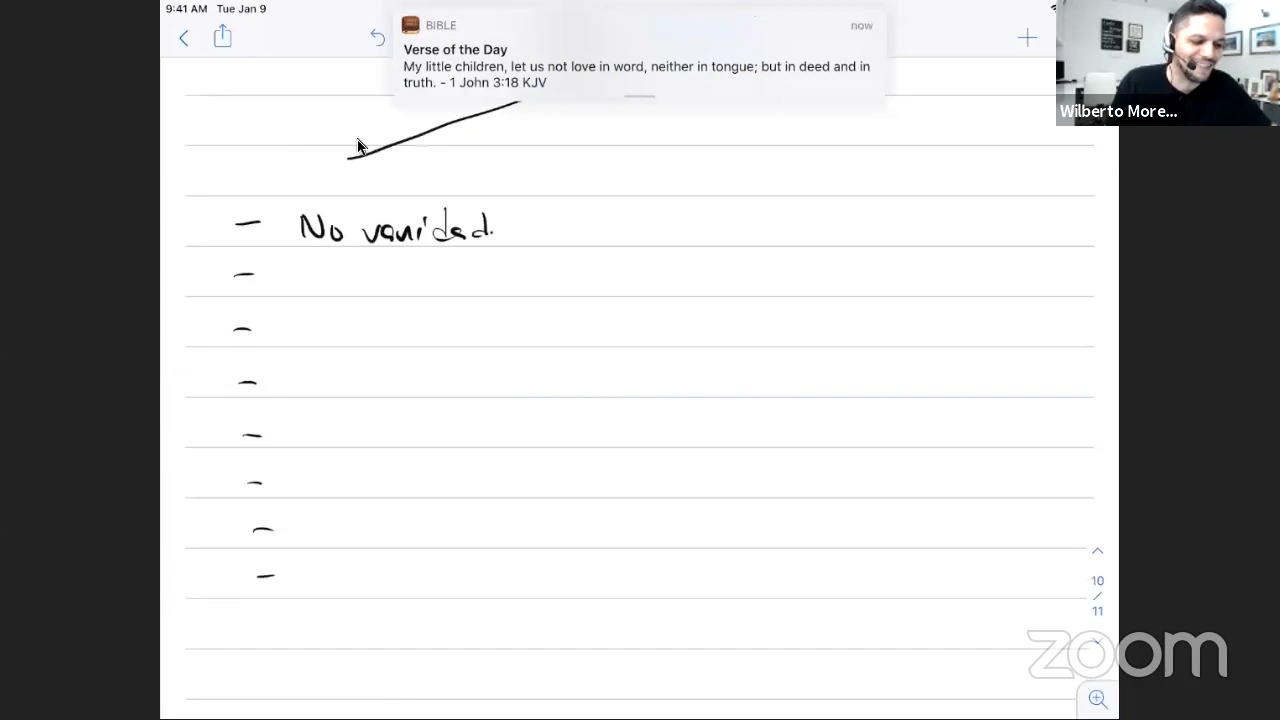 9:41 AM Tue Jan 9
BIBLE
now
Verse of the Day
My little children, let us not love in word, neither in tongue; but in deed and in
truth. - 1 John 3:18 KJV
Wilberto More...
- No vanidad.
-
-
-
-
-
-
-
10
/
11
zoom